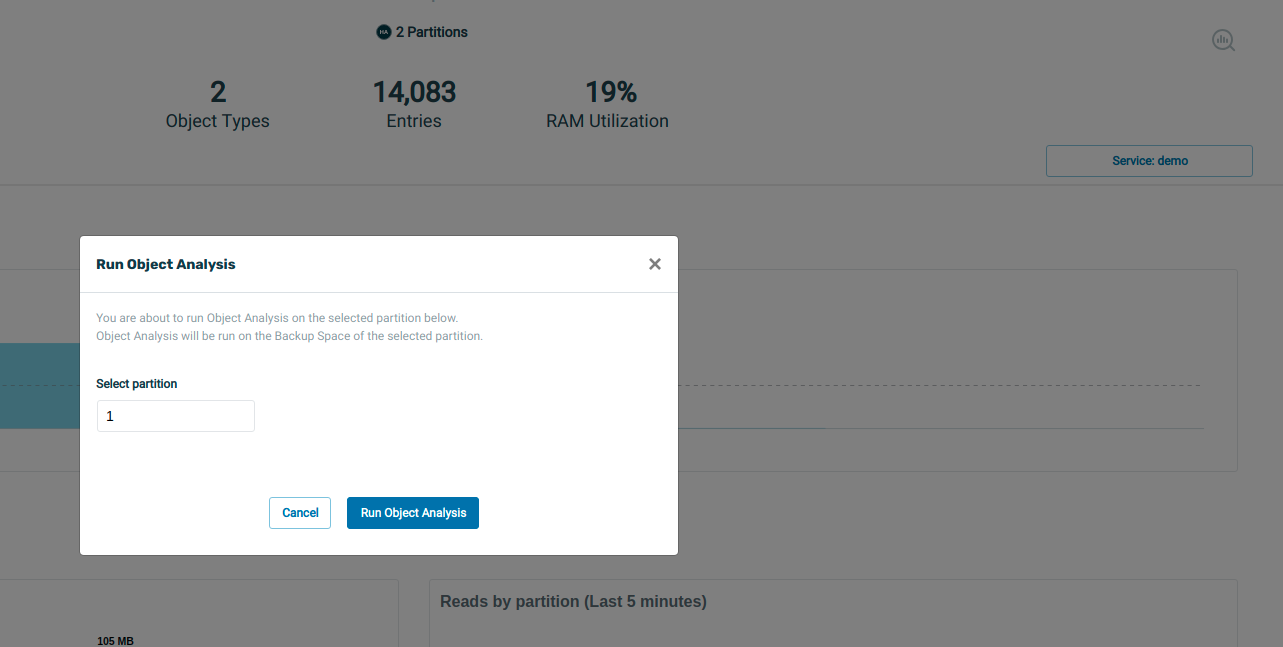 HA 2 Partitions
2 14,083 19%
Object Types Entries RAM Utilization
Service: demo
Run Object Analysis
You are about to run Object Analysis on the selected partition below.
Object Analysis will be run on the Backup Space of the selected partition.
Select partition
1
Cancel Run Object Analysis
Reads by partition (Last 5 minutes)
105 MB